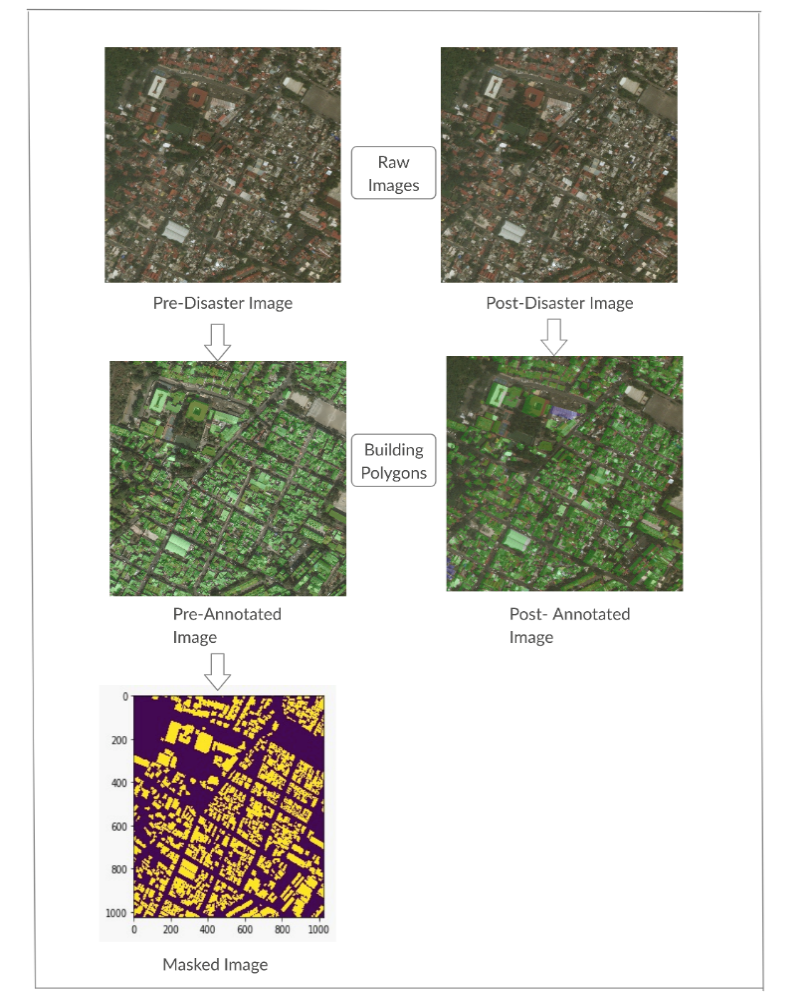 Raw
Images
Pre-Disaster Image
Post-Disaster Image
Building
Polygons
Pre-Annotated
Image
Post- Annotated
Image
0
200
400
600
800
1000
0 200 400 600 800 1000
Masked Image